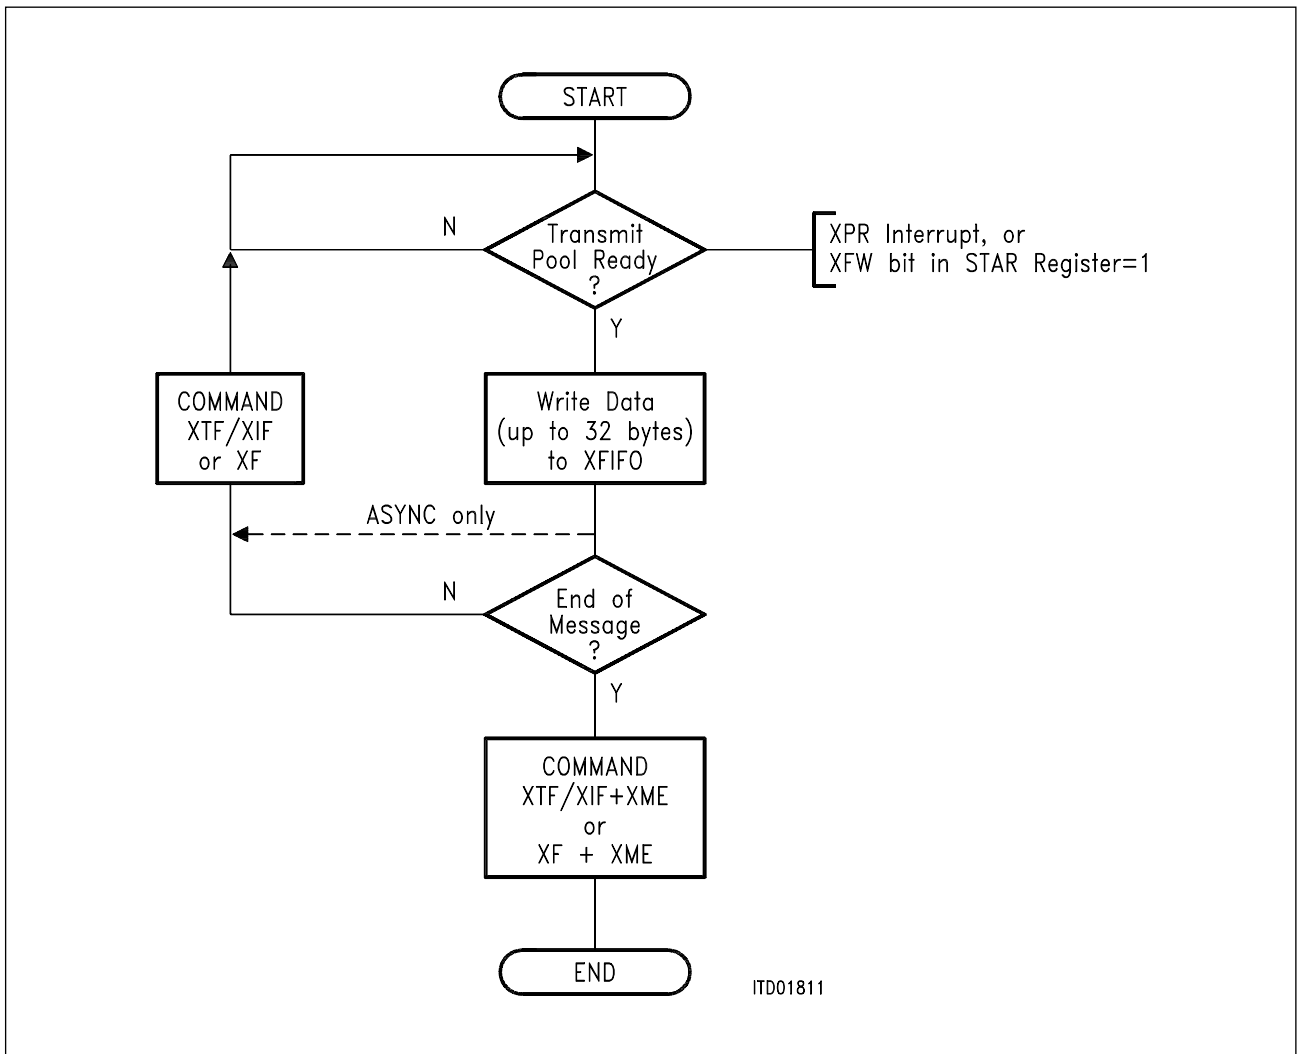 START
N
Transmit
Pool Ready
?
XPR Interrupt, or
XFW bit in STAR Register=1
Y
COMMAND
XTF/XIF
or XF
Write Data
(up to 32 bytes)
to XFIFO
ASYNC only
N
End of
Message
?
Y
COMMAND
XTF/XIF+XME
or
XF + XME
END
ITD01811